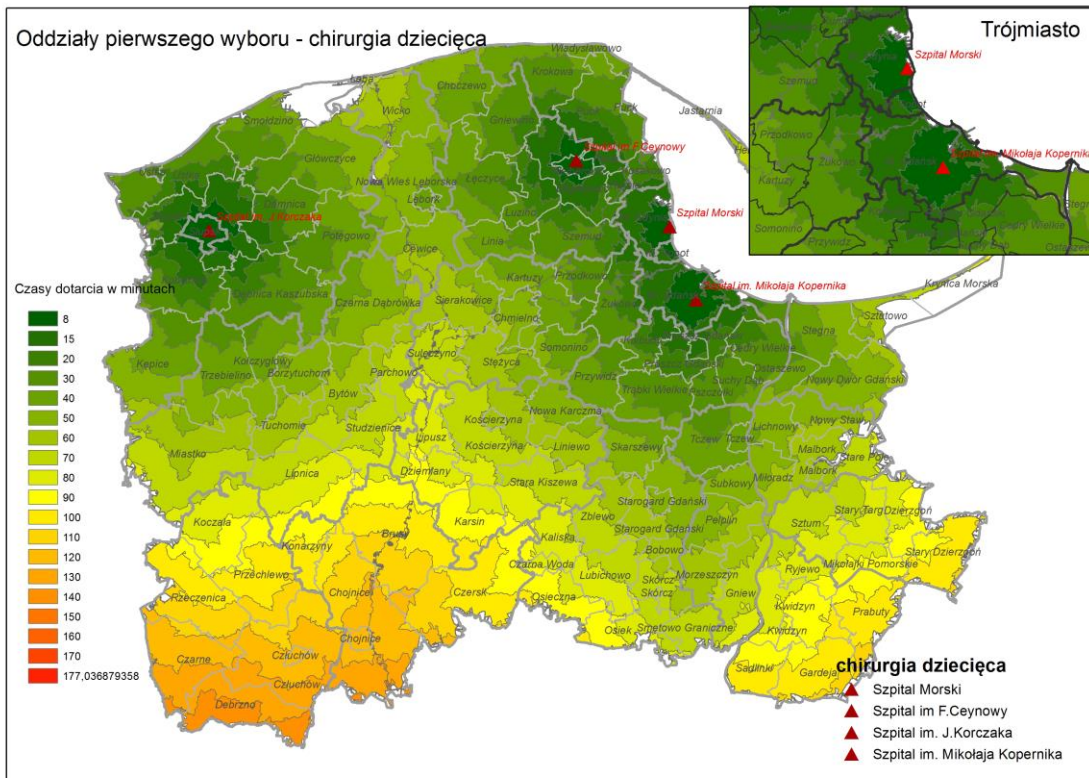 Oddziały pierwszego wyboru - chirurgia dziecięca
Trójmiasto
Szpital Morski
Szemud
Przodkowo
Żukowo
Szpital im. Mikołaja Kopernika
Kartuzy
Somonino
Przywidz
Stegna
Władysławowo
Krokowa
Choczewo
Łeba
Wicko
Smołdzino
Główczyce
Gniewino
Puck
Jastarnia
Szpital im F.Ceynowy
Nowa Wieś Lęborska
Łęczyce
Lębork
Damnica
Szpital im. J.Korczaka
Potęgowo
Luzino
Szpital Morski
Cewice
Linia
Szemud
Krynica Morska
Czasy dotarcia w minutach
Dębnica Kaszubska
Czarna Dąbrówka
Sierakowice
Kartuzy
Przodkowo
Szpital im. Mikołaja Kopernika
Chmielno
Sztutowo
Stegna
Kępice
Kołczygłowy
Trzebielino
Borzytuchom
Parchowo
Sulęczyno
Stężyca
Somonino
Przywidz
Trąbki Wielkie
Suchy Dąb
Pszczółki
Ostaszewo
Nowy Dwór Gdański
Bytów
Tuchomie
Studzienice
Nowa Karczma
Kościerzyna
Kościerzyna
Lipusz
Liniewo
Skarszewy
Tczew
Tczew
Lichnowy
Nowy Staw
Malbork
Malbork
Stare Pole
Miastko
Lipnica
Dziemiany
Stara Kiszewa
Subkowy
Miłoradz
Koczała
Karsin
Zblewo
Starogard Gdański
Starogard Gdański
Pelplin
Sztum
Stary Targ
Dzierzgoń
Konarzyny
Brusy
Kaliska
Bobowo
Stary Dzierzgoń
Przechlewo
Czarna Woda
Lubichowo
Skórcz
Skórcz
Morzeszczyn
Ryjewo
Mikołajki Pomorskie
Rzeczenica
Chojnice
Czersk
Osieczna
Gniew
Kwidzyn
Kwidzyn
Prabuty
Czarne
Człuchów
Człuchów
Chojnice
Osiek
Smętowo Graniczne
Sadlinki
Gardeja
Debrzno
8
15
20
30
40
50
60
70
80
90
100
110
120
130
140
150
160
170
177,036879358
chirurgia dziecięca
Szpital Morski
Szpital im F.Ceynowy
Szpital im. J.Korczaka
Szpital im. Mikołaja Kopernika